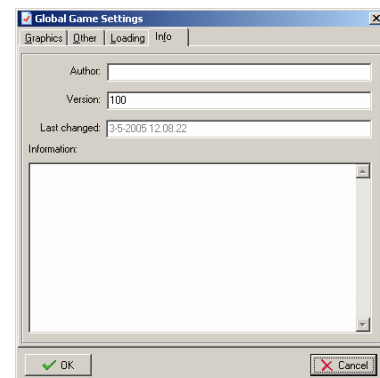 Global Game Settings
Graphics Other Loading Info
Author:
Version: 100
Last changed: 3-5-2005 12.08.22
Information:
OK Cancel